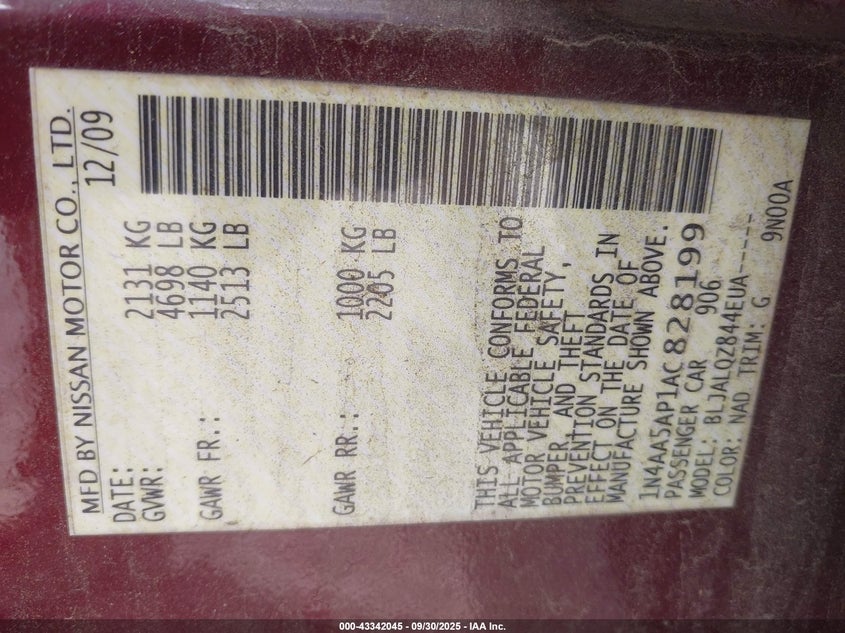 MFD BY NISSAN MOTOR CO., LTD.
DATE: 12/09
GVWR: 2131 KG
4698 LB
GAWR FR.: 1140 KG
2513 LB
GAWR RR.: 1000 KG
2205 LB
THIS VEHICLE CONFORMS TO
ALL APPLICABLE FEDERAL
MOTOR VEHICLE SAFETY,
BUMPER AND THEFT
PREVENTION STANDARDS IN
EFFECT ON THE DATE OF
MANUFACTURE SHOWN ABOVE.
1N4AA5AP1AC828199
PASSENGER CAR 906
MODEL: BLJALQZ844EUA-----
COLOR: NAD TRIM: G 9N00A
000-43342045 - 09/30/2025 - IAA Inc.